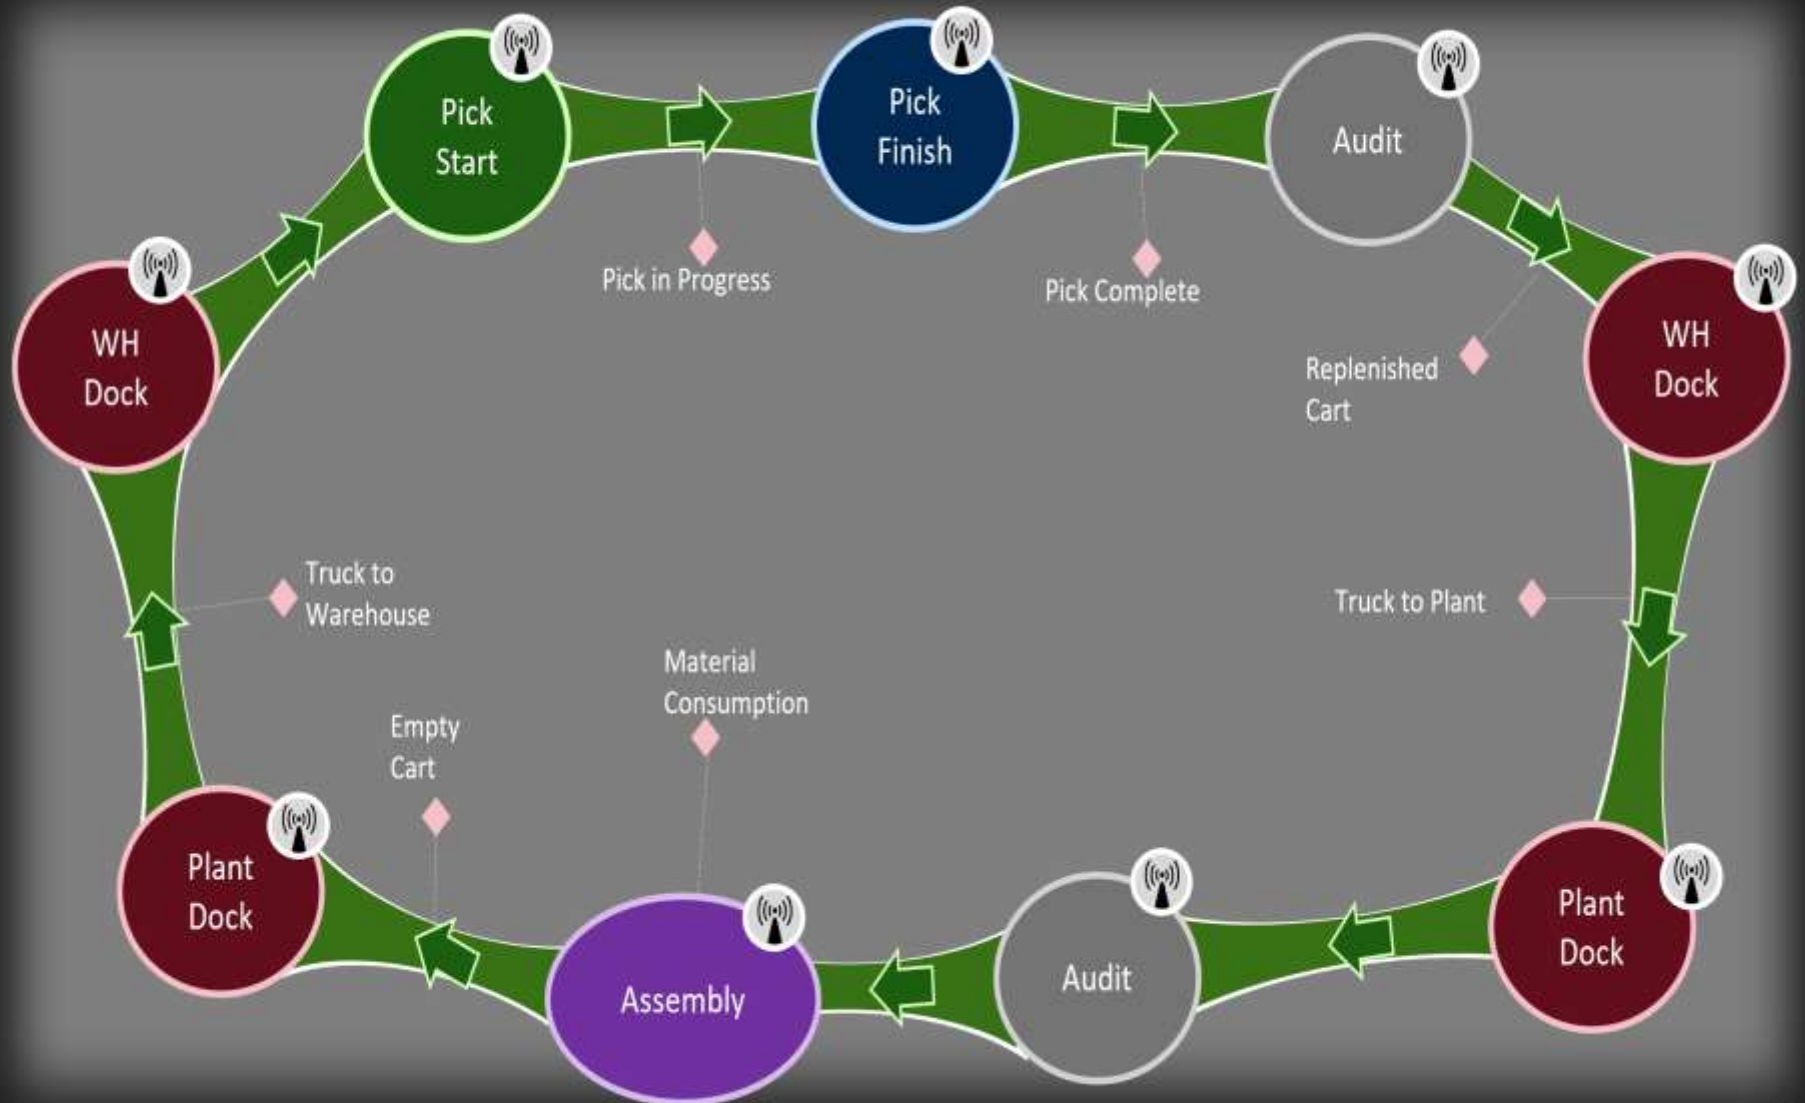 Pick
Start
Pick
Finish
Audit
Pick in Progress
Pick Complete
WH
Dock
WH
Dock
Replenished
Cart
Truck to
Warehouse
Truck to Plant
Material
Consumption
Empty
Cart
Plant
Dock
Assembly
Audit
Plant
Dock